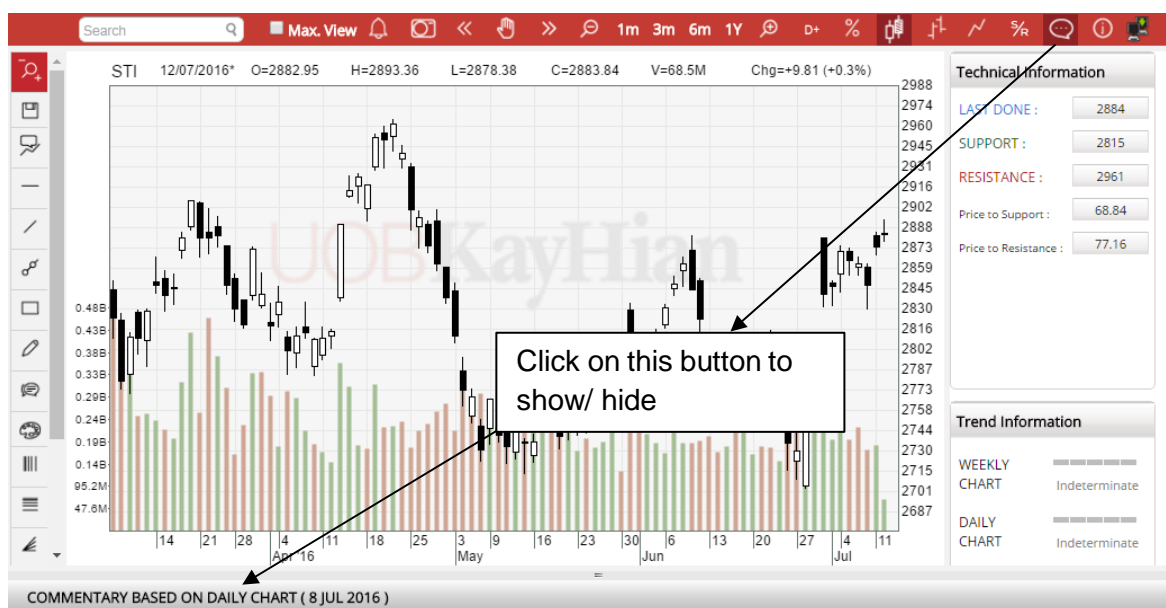 Search Max. View 1m 3m 6m 1Y D+ % S/R
STI 12/07/2016* O=2882.95 H=2893.36 L=2878.38 C=2883.84 V=68.5M Chg=+9.81 (+0.3%)
2988
2974
2960
2945
2931
2916
2902
2888
2873
2859
2845
2830
2816
2802
2787
2773
2758
2744
2730
2715
2701
2687
UOBKayHian
0.48B
0.43B
0.38B
0.33B
0.29B
0.24B
0.19B
0.14B
95.2M
47.6M
Click on this button to
show/ hide
14 21 28 4 11 18 25 3 9 16 23 30 6 13 20 27 4 11
Apr '16 May Jun Jul
Technical Information
LAST DONE : 2884
SUPPORT : 2815
RESISTANCE : 2961
Price to Support : 68.84
Price to Resistance : 77.16
Trend Information
WEEKLY
CHART Indeterminate
DAILY
CHART Indeterminate
COMMENTARY BASED ON DAILY CHART ( 8 JUL 2016 )